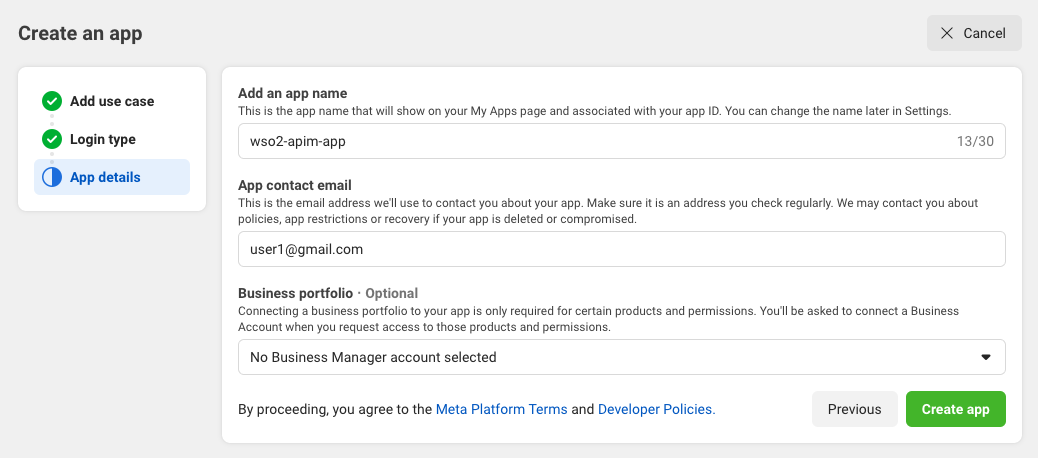 Create an app
Cancel
Add use case
Login type
App details
Add an app name
This is the app name that will show on your My Apps page and associated with your app ID. You can change the name later in Settings.
wso2-apim-app
13/30
App contact email
This is the email address we'll use to contact you about your app. Make sure it is an address you check regularly. We may contact you about
policies, app restrictions or recovery if your app is deleted or compromised.
user1@gmail.com
Business portfolio · Optional
Connecting a business portfolio to your app is only required for certain products and permissions. You'll be asked to connect a Business
Account when you request access to those products and permissions.
No Business Manager account selected
By proceeding, you agree to the Meta Platform Terms and Developer Policies.
Previous
Create app